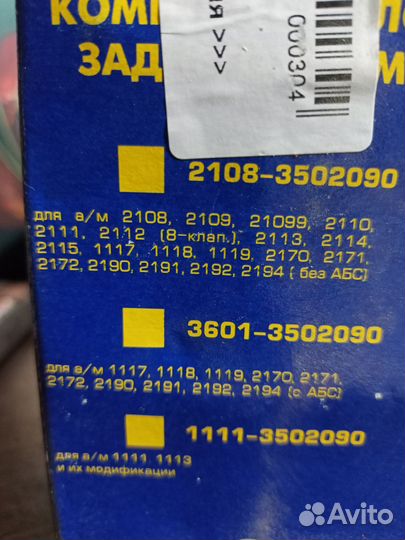 ЗАД
000304
2108-3502090
для а/м 2108, 2109, 21099, 2110,
2111, 2112 (8-клап.), 2113, 2114,
2115, 1117, 1118, 1119, 2170, 2171,
2172, 2190, 2191, 2192, 2194 ( без АБС)
3601-3502090
для а/м 1117, 1118, 1119, 2170, 2171,
2172, 2190, 2191, 2192, 2194 (с АБС)
1111-3502090
для а/м 1111, 1113
и их модификации
Avito